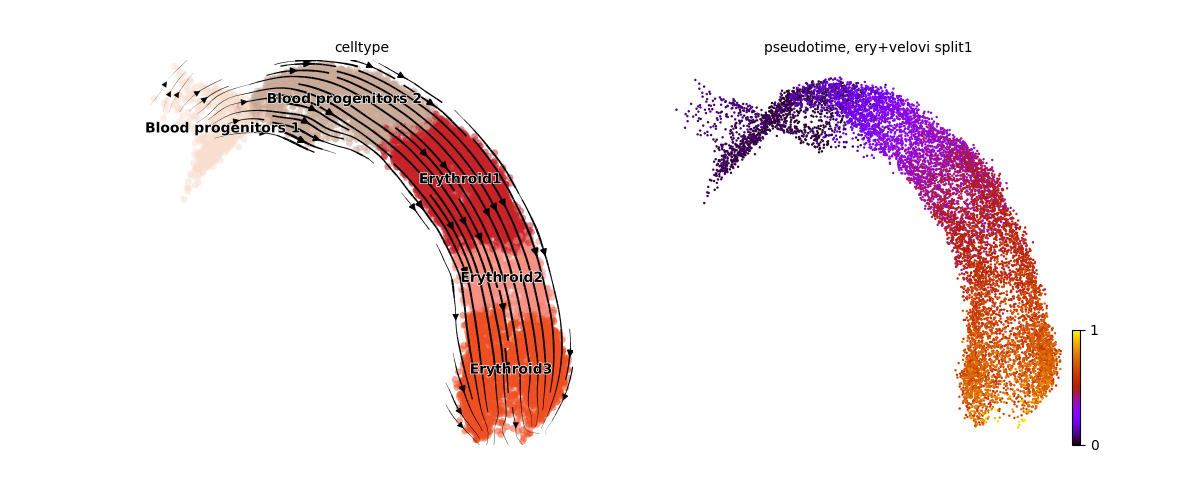 celltype
Blood progenitors 2
Blood progenitors 1
Erythroid1
Erythroid2
Erythroid3
pseudotime, ery+velovi split1
1
0